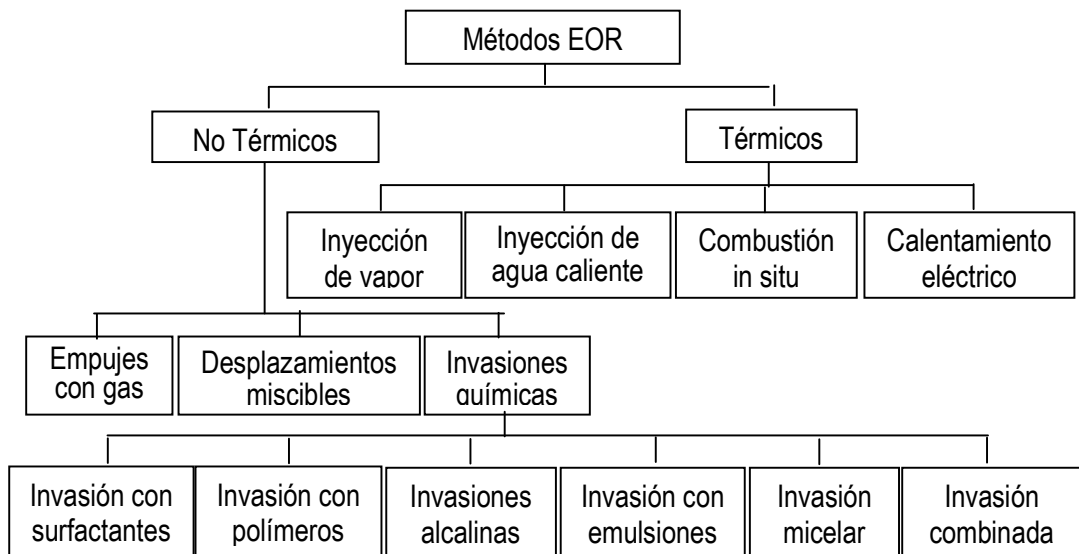 Métodos EOR
No Térmicos
Térmicos
Inyección
de vapor
Inyección de
agua caliente
Combustión
in situ
Calentamiento
eléctrico
Empujes
con gas
Desplazamientos
miscibles
Invasiones
químicas
Invasión con
surfactantes
Invasión con
polímeros
Invasiones
alcalinas
Invasión con
emulsiones
Invasión
micelar
Invasión
combinada